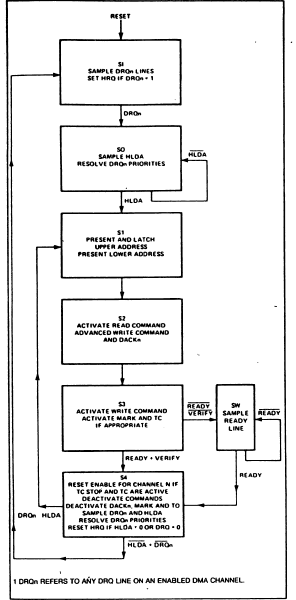 RESET
SI
SAMPLE DRQn LINES
SET HRQ IF DRQn = 1
DRQn
SO
SAMPLE HLDA
RESOLVE DRQn PRIORITIES
HLDA
HLDA
S1
PRESENT AND LATCH
UPPER ADDRESS
PRESENT LOWER ADDRESS
S2
ACTIVATE READ COMMAND
ADVANCED WRITE COMMAND
AND DACKn
S3
ACTIVATE WRITE COMMAND
ACTIVATE MARK AND TC
IF APPROPRIATE
READY
VERIFY
SW
SAMPLE
READY
LINE
READY
READY + VERIFY
READY
S4
RESET ENABLE FOR CHANNEL N IF
TC STOP AND TC ARE ACTIVE
DEACTIVATE COMMANDS
DEACTIVATE DACKn, MARK AND TO
SAMPLE DRQn AND HLDA
RESOLVE DRQn PRIORITIES
RESET HRQ IF HLDA = 0 OR DRQ = 0
DRQn HLDA
HLDA + DRQn
1 DRQn REFERS TO ANY DRQ LINE ON AN ENABLED DMA CHANNEL.